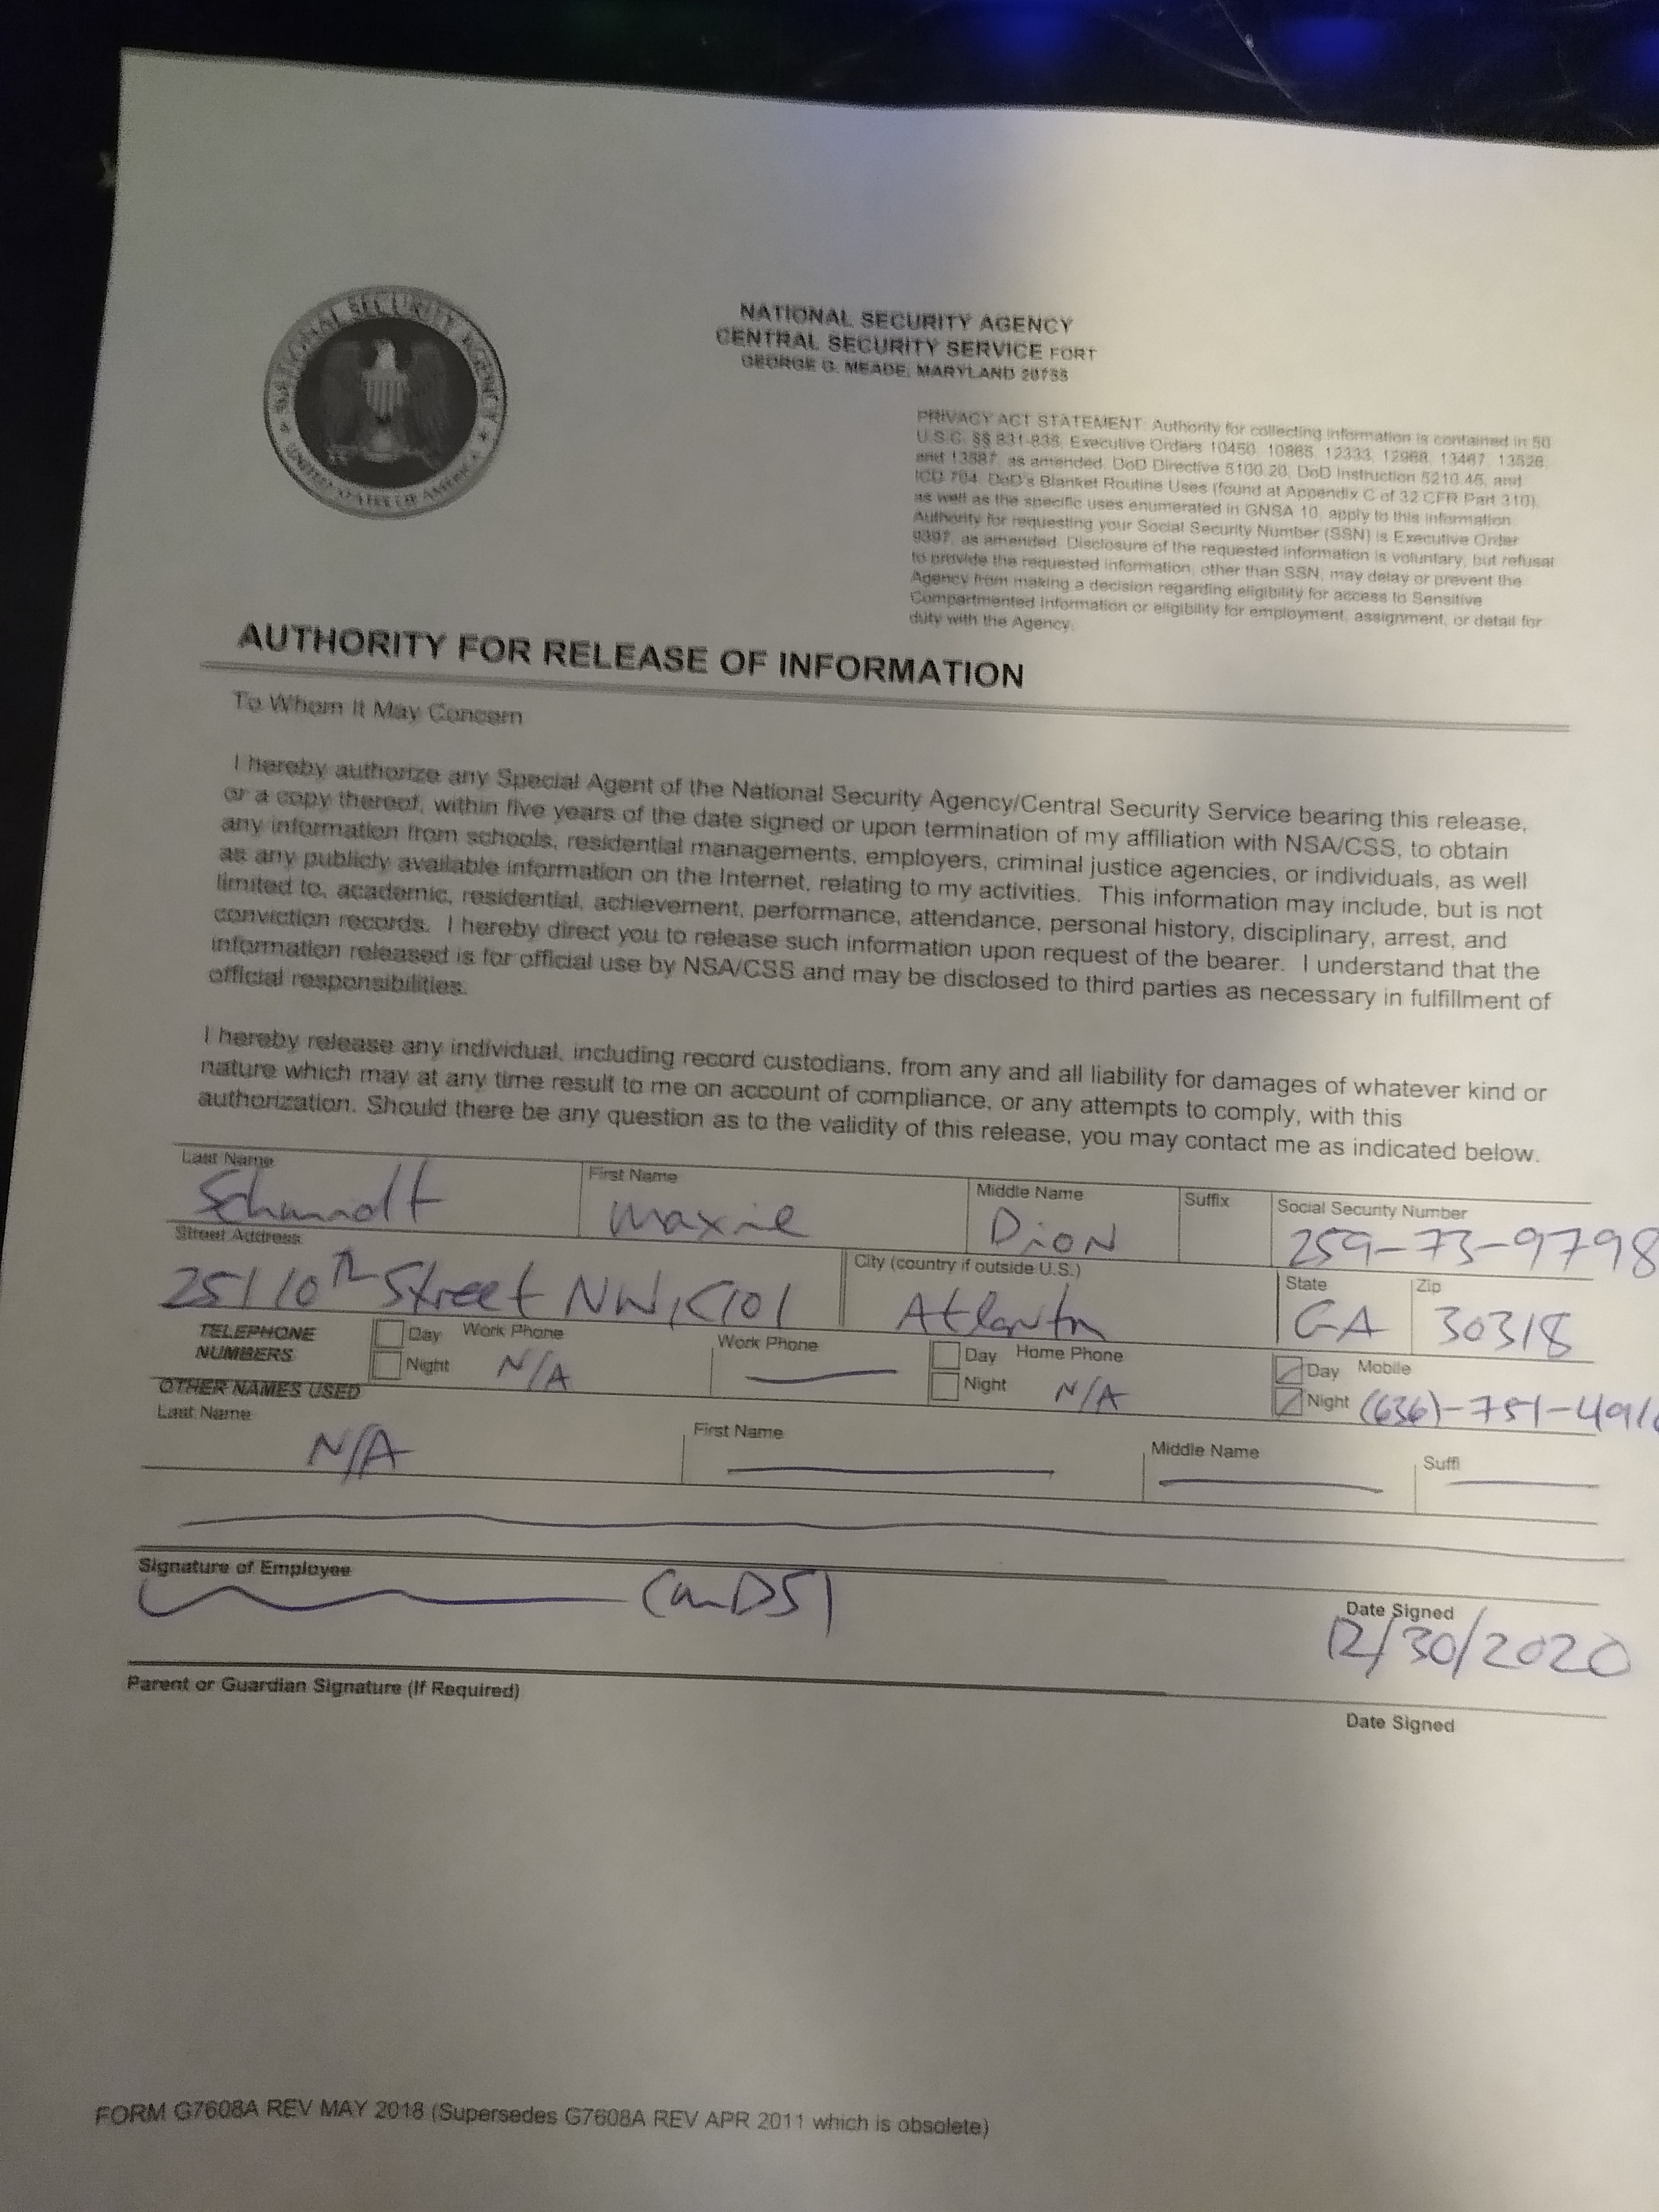 NATIONAL SECURITY AGENCY
UNITED STATES OF AMERICA
NATIONAL SECURITY AGENCY
CENTRAL SECURITY SERVICE FORT
GEORGE G. MEADE, MARYLAND 20755
PRIVACY ACT STATEMENT: Authority for collecting information is contained in 50
U.S.C. §§ 831-835, Executive Orders 10450, 10865, 12333, 12968, 13467, 13526,
and 13587, as amended, DoD Directive 5100.20, DoD Instruction 5210.45, and
ICD 704. DoD's Blanket Routine Uses (found at Appendix C of 32 CFR Part 310),
as well as the specific uses enumerated in GNSA 10, apply to this information.
Authority for requesting your Social Security Number (SSN) is Executive Order
9397, as amended. Disclosure of the requested information is voluntary, but refusal
to provide the requested information, other than SSN, may delay or prevent the
Agency from making a decision regarding eligibility for access to Sensitive
Compartmented Information or eligibility for employment, assignment, or detail for
duty with the Agency.
AUTHORITY FOR RELEASE OF INFORMATION
To Whom It May Concern
I hereby authorize any Special Agent of the National Security Agency/Central Security Service bearing this release,
or a copy thereof, within five years of the date signed or upon termination of my affiliation with NSA/CSS, to obtain
any information from schools, residential managements, employers, criminal justice agencies, or individuals, as well
as any publicly available information on the Internet, relating to my activities. This information may include, but is not
limited to, academic, residential, achievement, performance, attendance, personal history, disciplinary, arrest, and
conviction records. I hereby direct you to release such information upon request of the bearer. I understand that the
information released is for official use by NSA/CSS and may be disclosed to third parties as necessary in fulfillment of
official responsibilities.
I hereby release any individual, including record custodians, from any and all liability for damages of whatever kind or
nature which may at any time result to me on account of compliance, or any attempts to comply, with this
authorization. Should there be any question as to the validity of this release, you may contact me as indicated below.
Last Name First Name Middle Name Suffix Social Security Number
Schmidt Maxie Dion 259-73-9798
Street Address City (country if outside U.S.) State Zip
251 10th Street NW, C101 Atlanta GA 30318
TELEPHONE NUMBERS Day Night Work Phone N/A Work Phone Day Night Home Phone N/A Day Night Mobile (636)-751-491
OTHER NAMES USED
Last Name First Name Middle Name Suffi
N/A
Signature of Employee Date Signed
12/30/2020
Parent or Guardian Signature (If Required) Date Signed
FORM G7608A REV MAY 2018 (Supersedes G7608A REV APR 2011 which is obsolete)